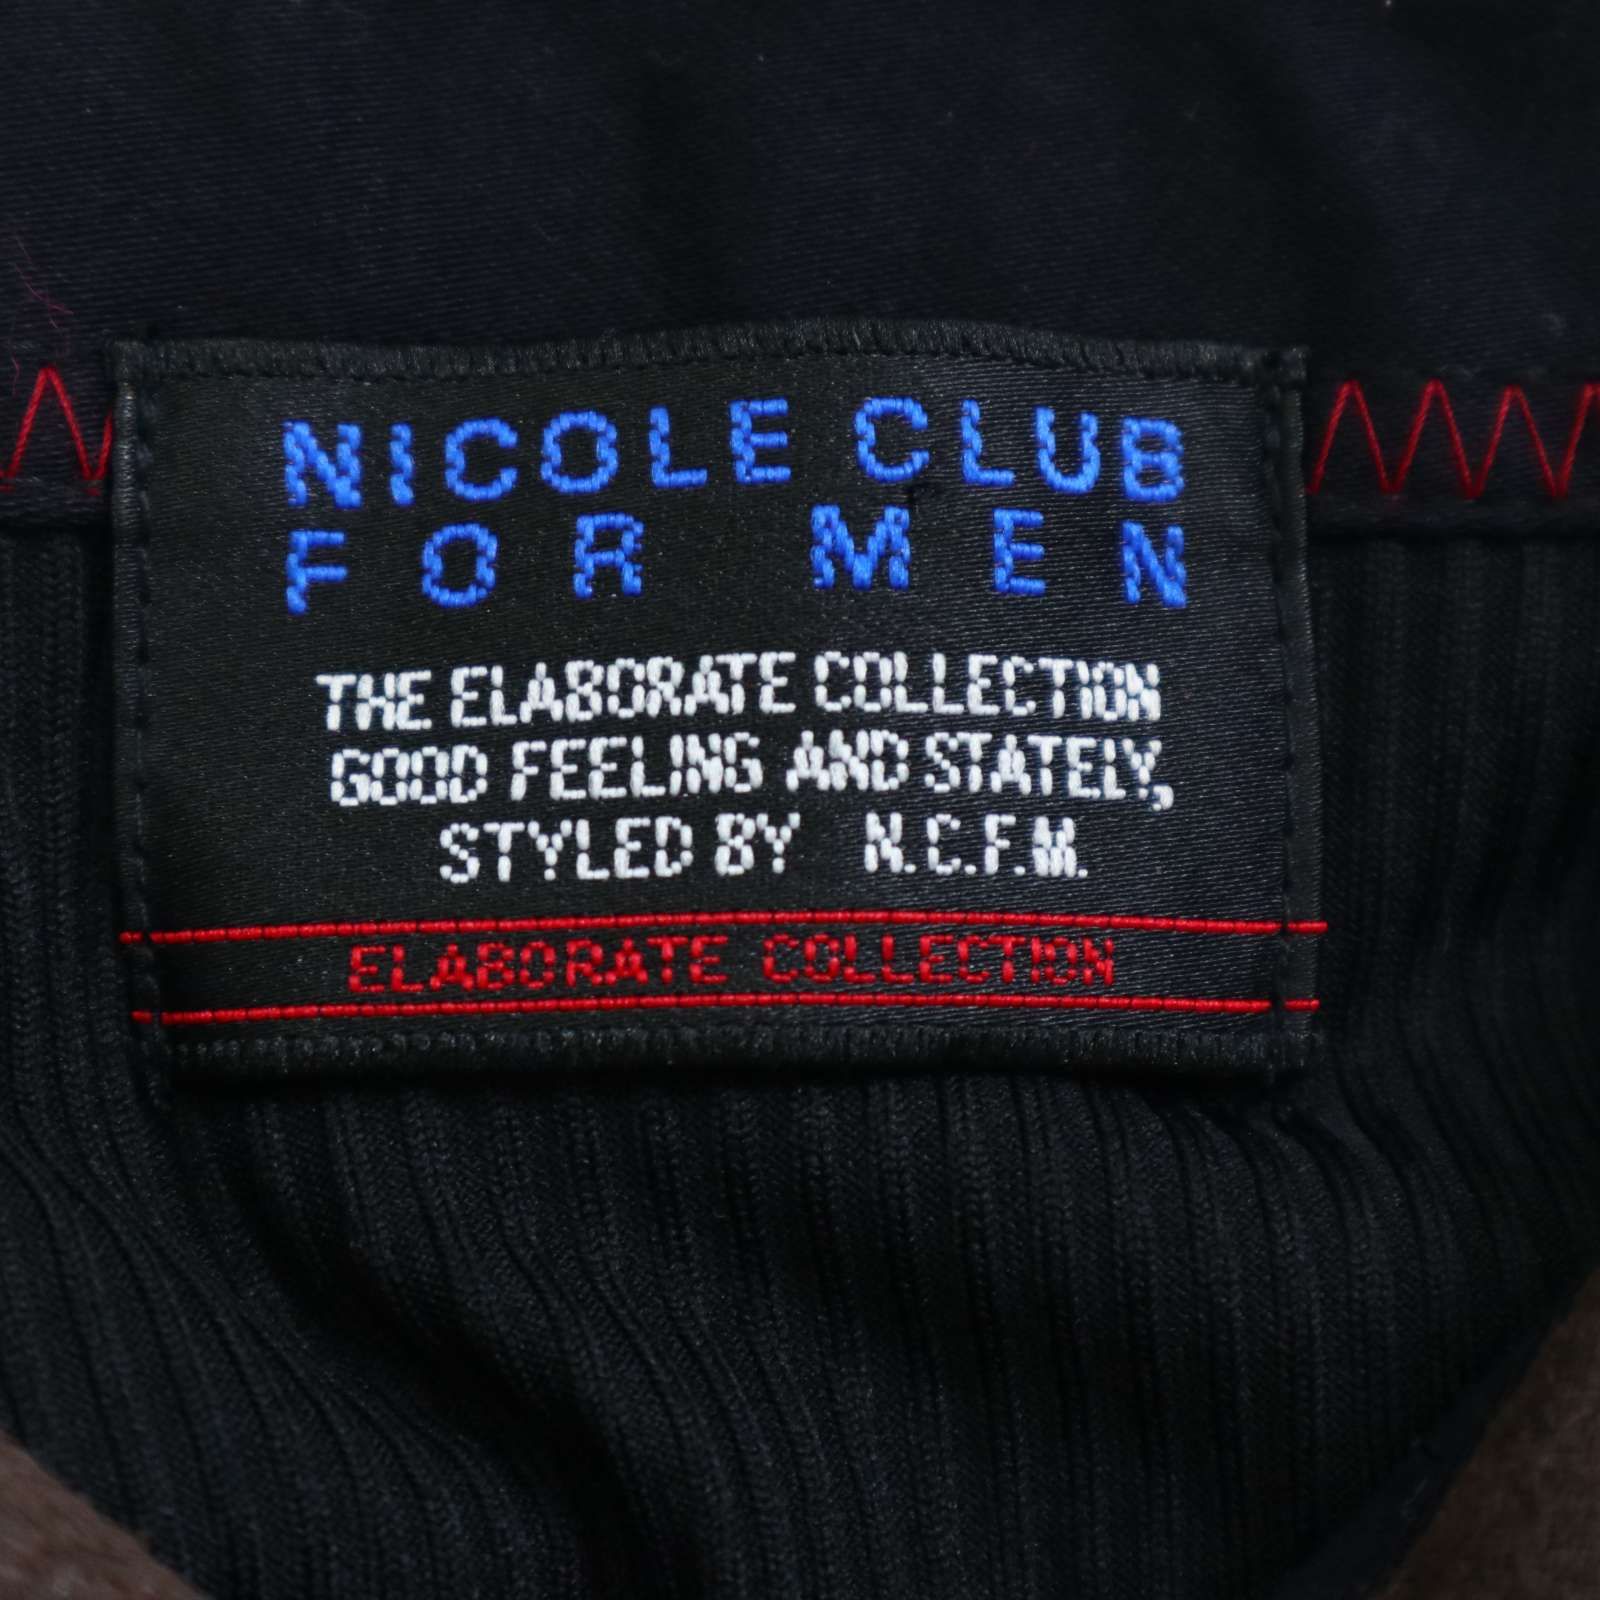 NICOLE CLUB
FOR MEN
THE ELABORATE COLLECTION
GOOD FEELING AND STATELY,
STYLED BY N.C.F.M.
ELABORATE COLLECTION